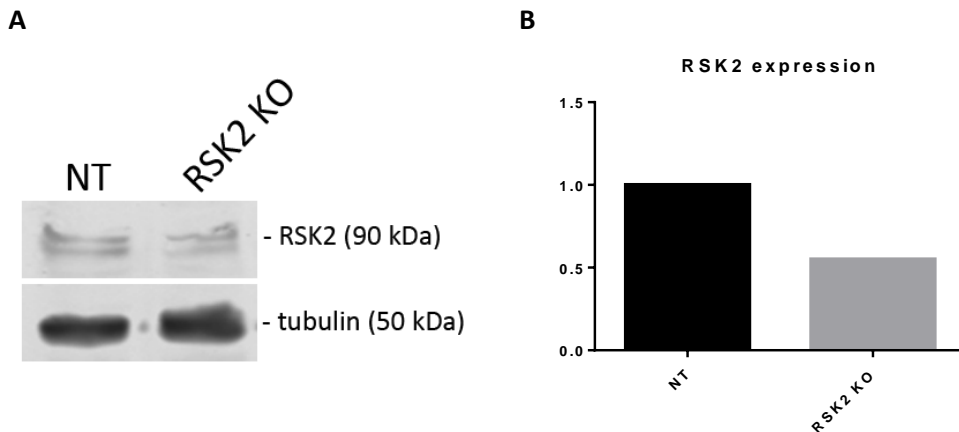 A
NT
RSK2 KO
- RSK2 (90 kDa)
- tubulin (50 kDa)
B
RSK2 expression
1.5
1.0
0.5
0.0
NT
RSK2 KO